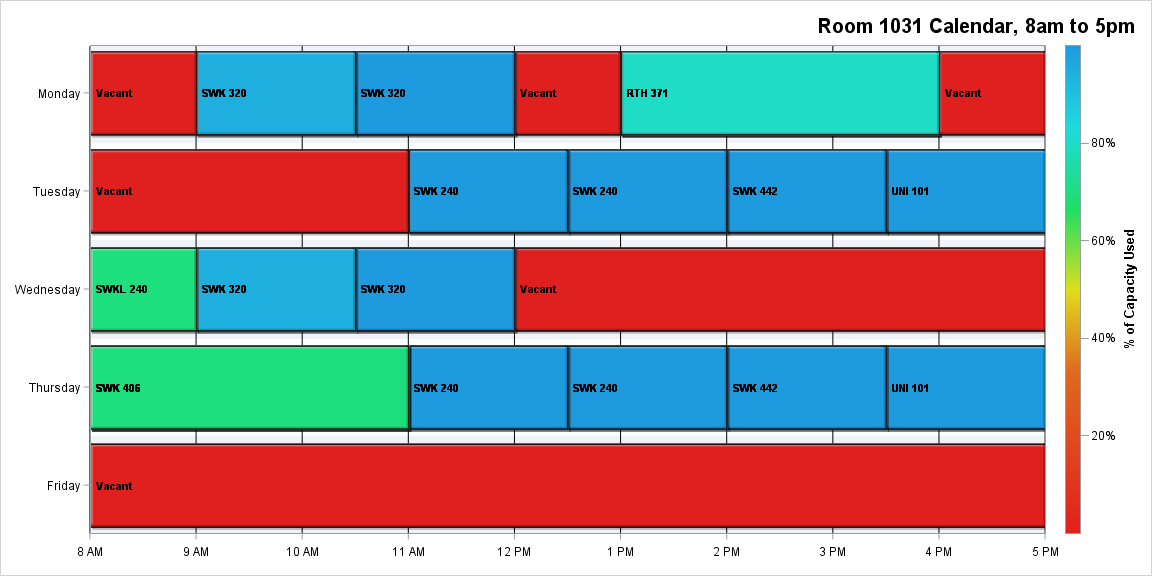 Room 1031 Calendar, 8am to 5pm
Monday
Vacant
SWK 320
SWK 320
Vacant
RTH 371
Vacant
Tuesday
Vacant
SWK 240
SWK 240
SWK 442
UNI 101
Wednesday
SWKL 240
SWK 320
SWK 320
Vacant
Thursday
SWK 406
SWK 240
SWK 240
SWK 442
UNI 101
Friday
Vacant
8 AM
9 AM
10 AM
11 AM
12 PM
1 PM
2 PM
3 PM
4 PM
5 PM
80%
60%
40%
20%
% of Capacity Used